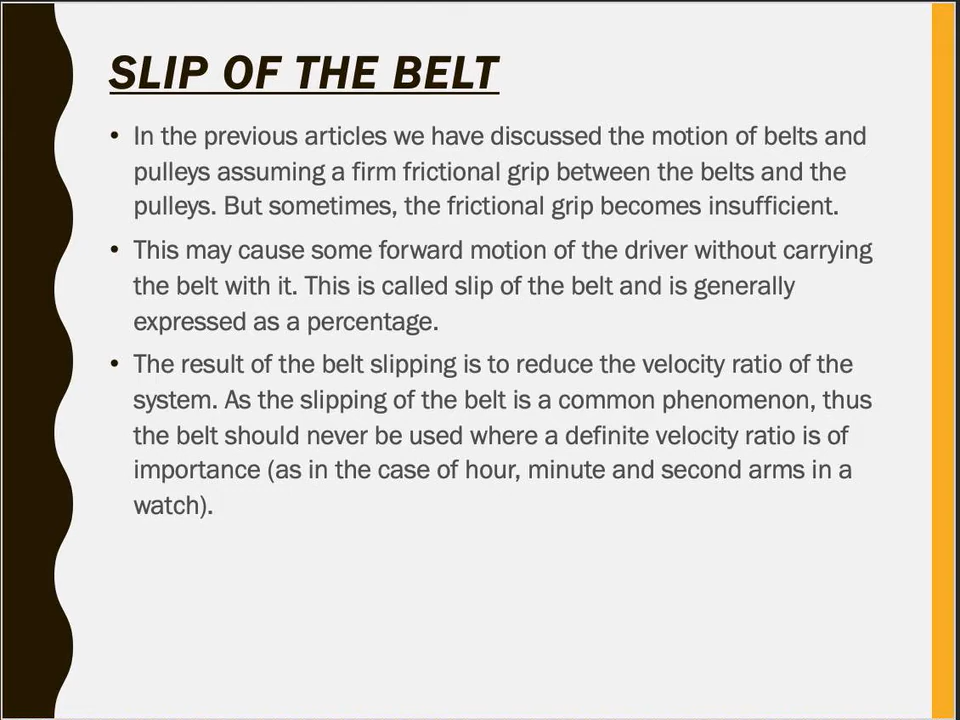 SLIP OF THE BELT
• In the previous articles we have discussed the motion of belts and
pulleys assuming a firm frictional grip between the belts and the
pulleys. But sometimes, the frictional grip becomes insufficient.
• This may cause some forward motion of the driver without carrying
the belt with it. This is called slip of the belt and is generally
expressed as a percentage.
• The result of the belt slipping is to reduce the velocity ratio of the
system. As the slipping of the belt is a common phenomenon, thus
the belt should never be used where a definite velocity ratio is of
importance (as in the case of hour, minute and second arms in a
watch).